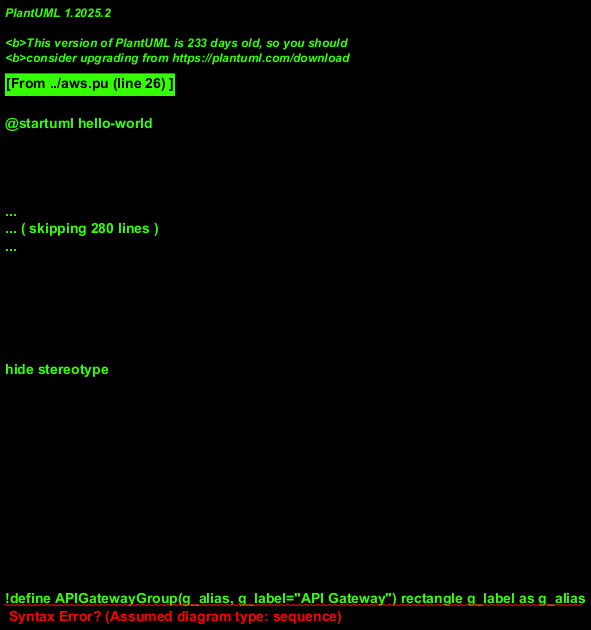 PlantUML 1.2025.2
<b>This version of PlantUML is 233 days old, so you should
<b>consider upgrading from https://plantuml.com/download
[From ../aws.pu (line 26) ]
@startuml hello-world
...
... ( skipping 280 lines )
...
hide stereotype
!define APIGatewayGroup(g_alias, g_label="API Gateway") rectangle g_label as g_alias
Syntax Error? (Assumed diagram type: sequence)